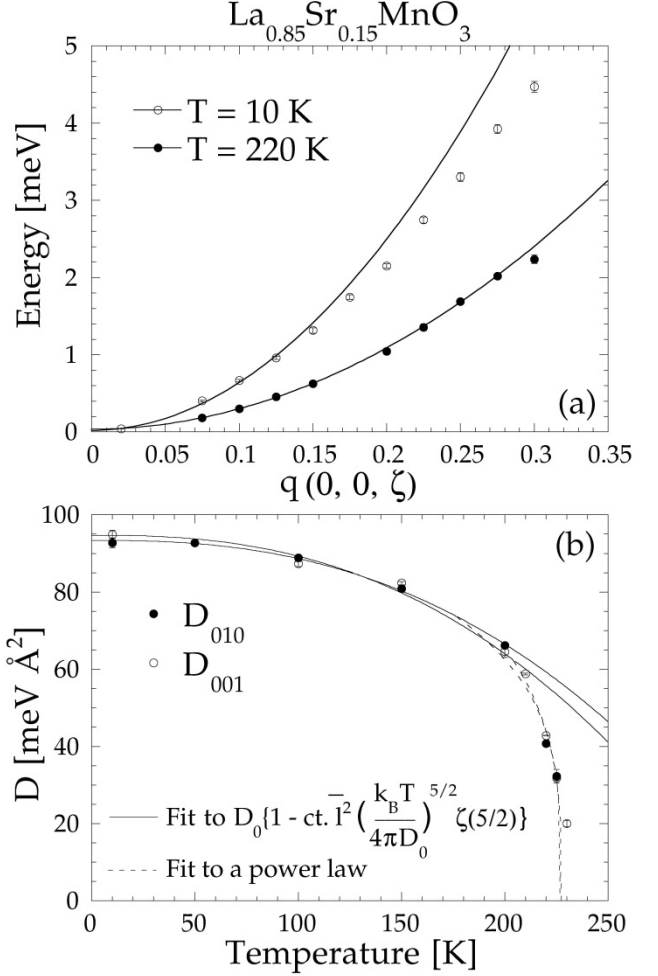 La0.85Sr0.15MnO3
5
4
3
2
1
0
Energy [meV]
T = 10 K
T = 220 K
(a)
0 0.05 0.1 0.15 0.2 0.25 0.3 0.35
q (0, 0, ζ)
100
80
60
40
20
0
D [meV Å²]
(b)
D010
D001
Fit to D0{1 - ct. l̅² (kBT/4πD0)^5/2 ζ(5/2)}
Fit to a power law
0 50 100 150 200 250
Temperature [K]